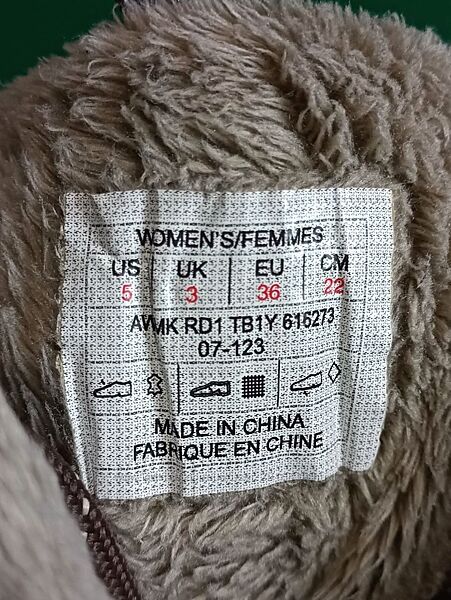 WOMEN'S/FEMMES
US UK EU CM
5 3 36 22
AWMK RD1 TB1Y 616273
07-123
MADE IN CHINA
FABRIQUE EN CHINE